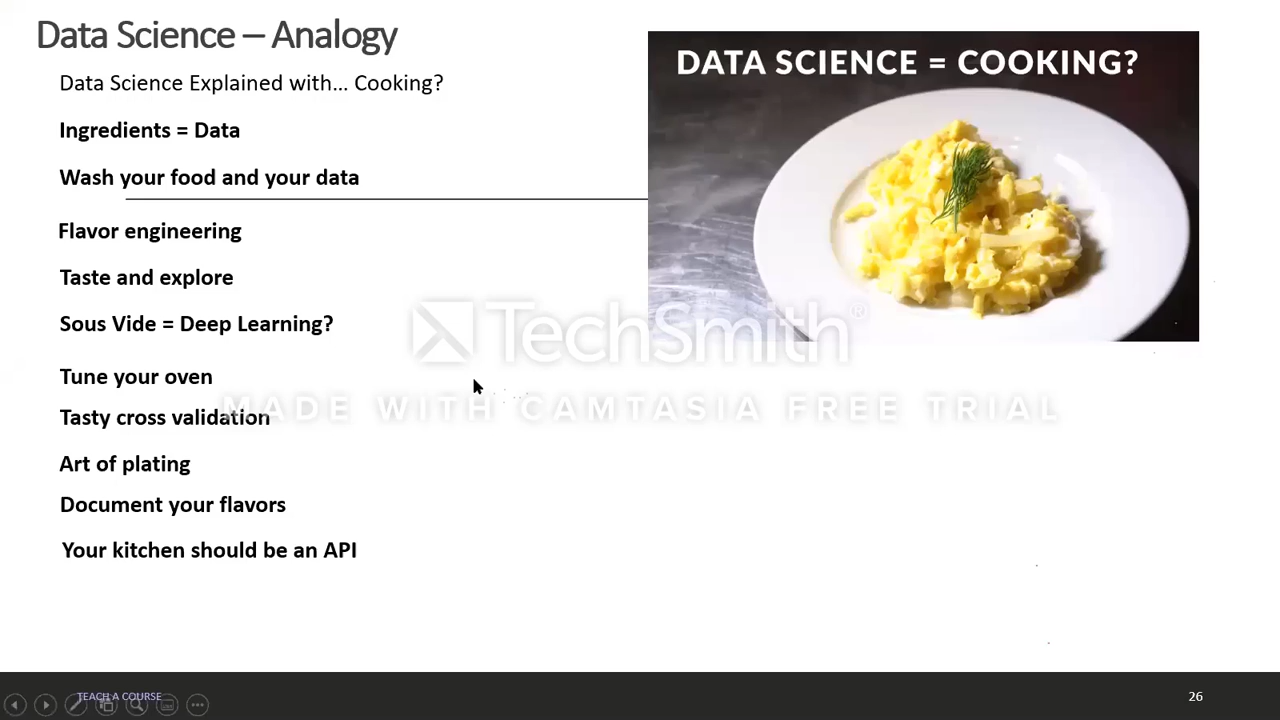 Data Science – Analogy
Data Science Explained with... Cooking?
Ingredients = Data
Wash your food and your data
Flavor engineering
Taste and explore
Sous Vide = Deep Learning?
Tune your oven
Tasty cross validation
Art of plating
Document your flavors
Your kitchen should be an API
DATA SCIENCE = COOKING?
TechSmith®
MADE WITH CAMTASIA FREE TRIAL
TEACH A COURSE
26